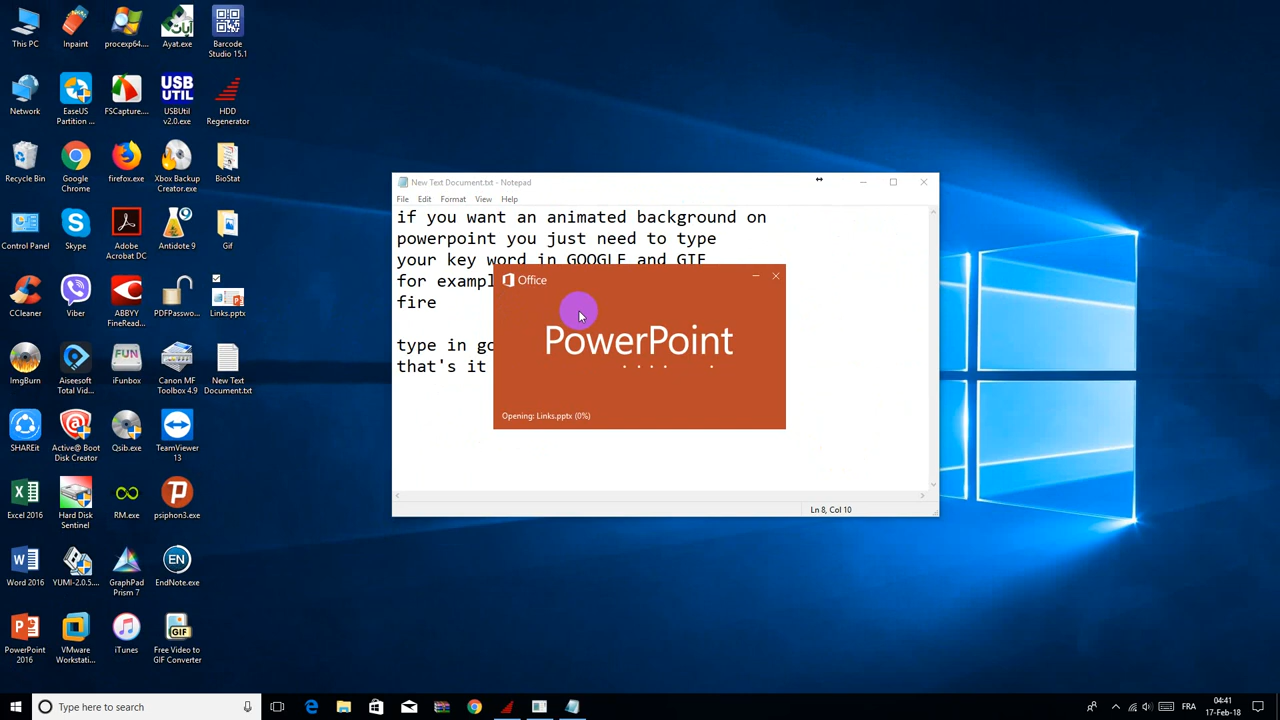 This PC
Inpaint
procexp64....
Ayat.exe
Barcode
Studio 15.1
Network
EaseUS
Partition ...
FSCapture....
USB
UTIL
USBUtil
v2.0.exe
HDD
Regenerator
Recycle Bin
Google
Chrome
firefox.exe
Xbox Backup
Creator.exe
BioStat
Control Panel
Skype
Adobe
Acrobat DC
Antidote 9
Gif
CCleaner
Viber
ABBYY
FineRead...
PDFPasswo...
Links.pptx
ImgBurn
Aiseesoft
Total Vid...
FUN
iFunbox
Canon MF
Toolbox 4.9
New Text
Document.txt
SHAREit
Active@ Boot
Disk Creator
Qsib.exe
TeamViewer
13
Excel 2016
Hard Disk
Sentinel
RM.exe
psiphon3.exe
Word 2016
YUMI-2.0.5....
GraphPad
Prism 7
EN
EndNote.exe
PowerPoint
2016
VMware
Workstati...
iTunes
GIF
Free Video to
GIF Converter
New Text Document.txt - Notepad
File Edit Format View Help
if you want an animated background on
powerpoint you just need to type
your key word in GOOGLE and GIF
for exampl
fire
type in go
that's it
Office
PowerPoint
Opening: Links.pptx (0%)
Ln 8, Col 10
Type here to search
FRA
04:41
17-Feb-18